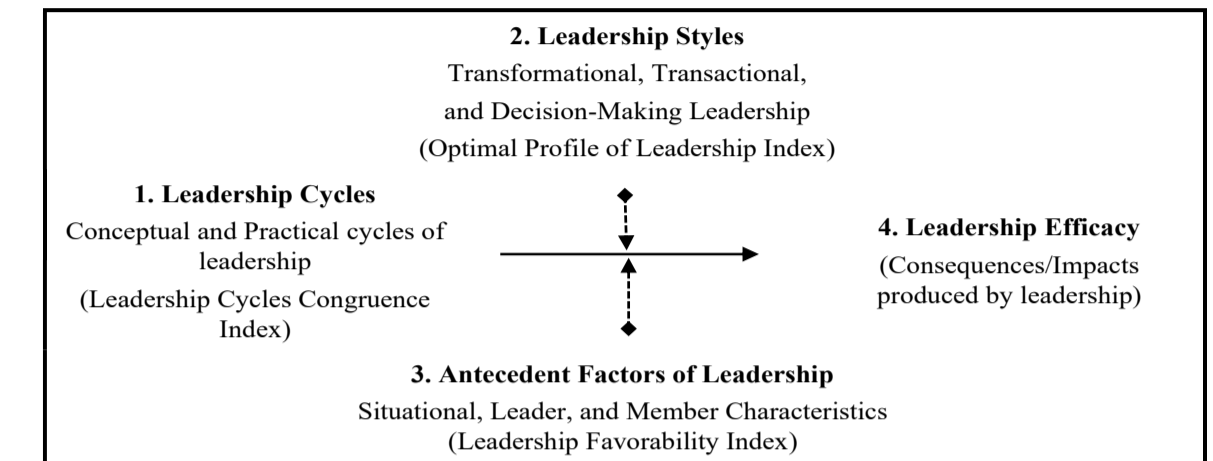 2. Leadership Styles
Transformational, Transactional,
and Decision-Making Leadership
(Optimal Profile of Leadership Index)
1. Leadership Cycles
Conceptual and Practical cycles of
leadership
(Leadership Cycles Congruence
Index)
4. Leadership Efficacy
(Consequences/Impacts
produced by leadership)
3. Antecedent Factors of Leadership
Situational, Leader, and Member Characteristics
(Leadership Favorability Index)